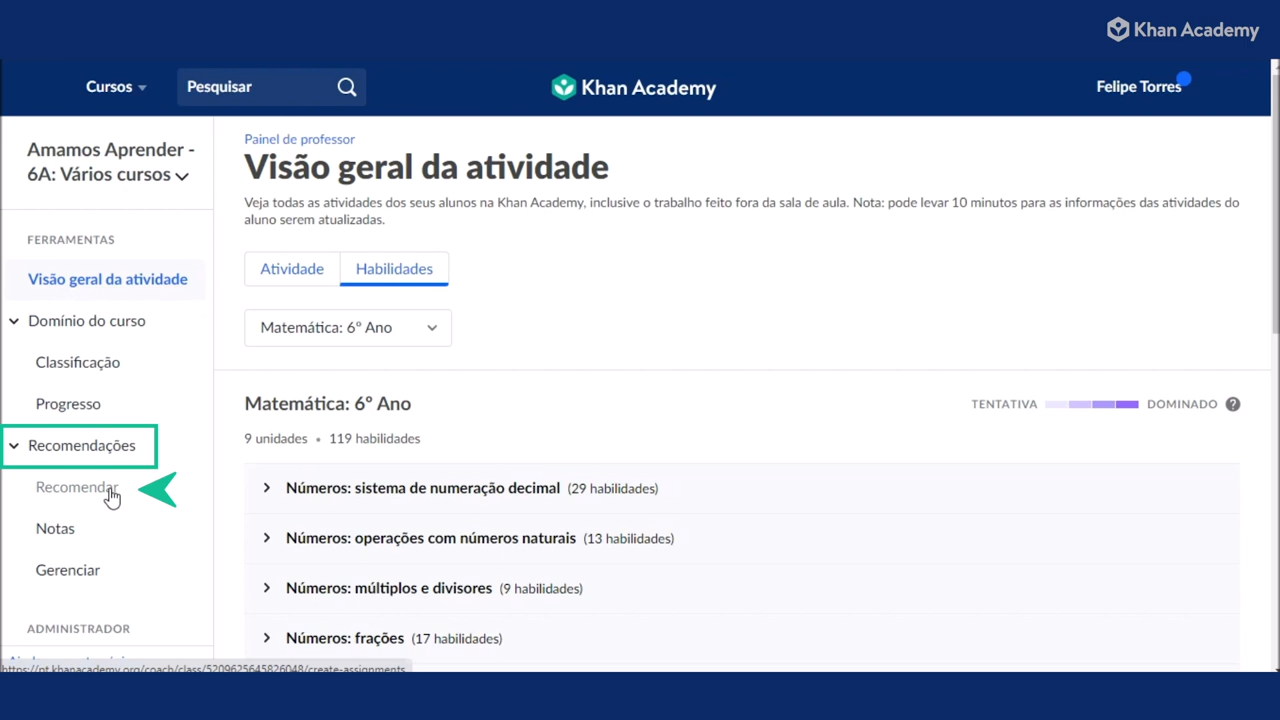 Khan Academy
Cursos
Pesquisar
Khan Academy
Felipe Torres
Amamos Aprender -
6A: Vários cursos
FERRAMENTAS
Visão geral da atividade
Domínio do curso
Classificação
Progresso
Recomendações
Recomendar
Notas
Gerenciar
ADMINISTRADOR
https://pt.khanacademy.org/coach/class/5209625645826048/create-assignments
Painel de professor
Visão geral da atividade
Veja todas as atividades dos seus alunos na Khan Academy, inclusive o trabalho feito fora da sala de aula. Nota: pode levar 10 minutos para as informações das atividades do
aluno serem atualizadas.
Atividade Habilidades
Matemática: 6º Ano
Matemática: 6º Ano
TENTATIVA DOMINADO ?
9 unidades • 119 habilidades
Números: sistema de numeração decimal (29 habilidades)
Números: operações com números naturais (13 habilidades)
Números: múltiplos e divisores (9 habilidades)
Números: frações (17 habilidades)